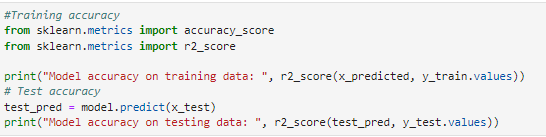 #Training accuracy
from sklearn.metrics import accuracy_score
from sklearn.metrics import r2_score
print("Model accuracy on training data: ", r2_score(x_predicted, y_train.values))
# Test accuracy
test_pred = model.predict(x_test)
print("Model accuracy on testing data: ", r2_score(test_pred, y_test.values))